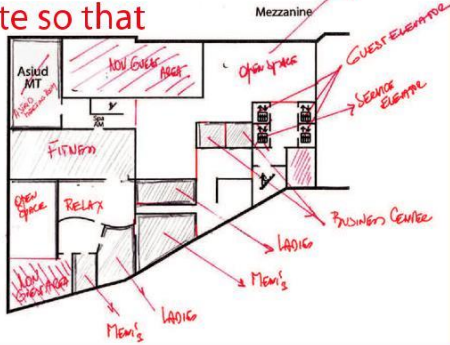 te so that
Mezzanine
GUEST ELEVATOR
Asiud
MT
NON GUEST
AREA
OPEN SPACE
SERVICE
ELEVATOR
Spa
AM
FITNESS
OPEN
SPACE
RELAX
BUSINESS CENTER
LADIES
NON
GUEST AREA
MEN'S
LADIES
MEN'S